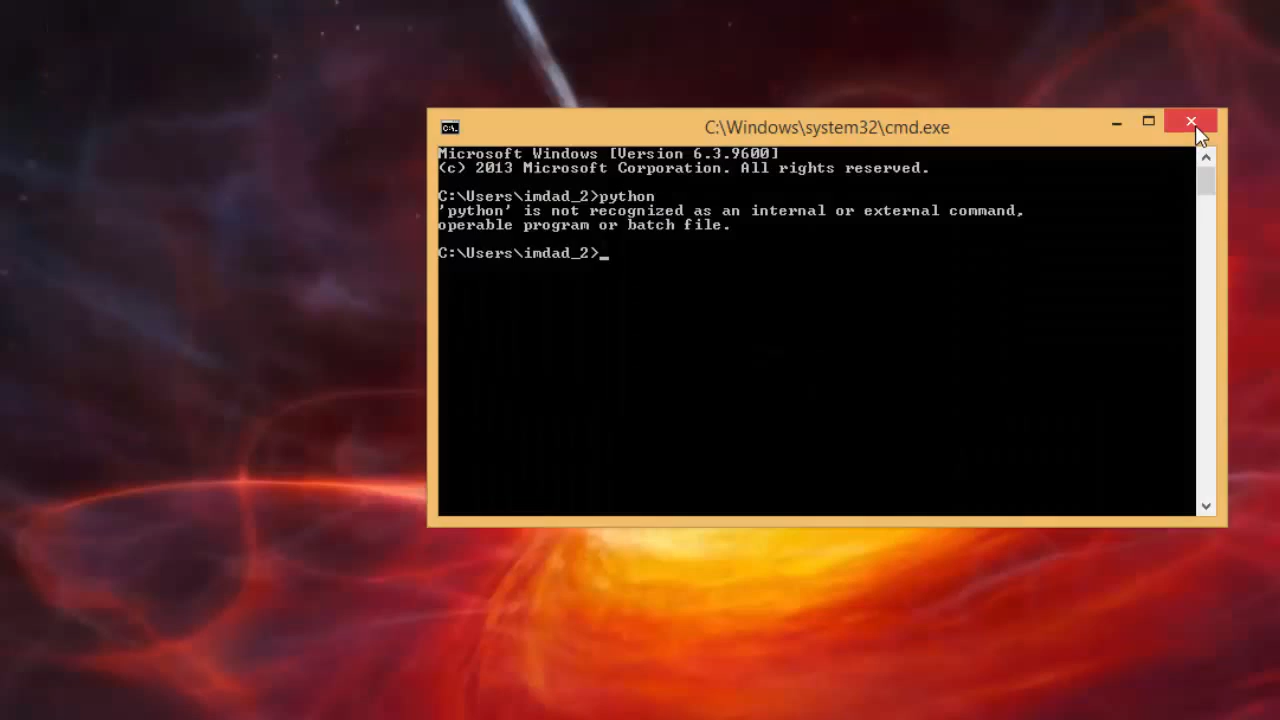 C:\Windows\system32\cmd.exe
Microsoft Windows [Version 6.3.9600]
(c) 2013 Microsoft Corporation. All rights reserved.
C:\Users\imdad_2>python
'python' is not recognized as an internal or external command,
operable program or batch file.
C:\Users\imdad_2>_